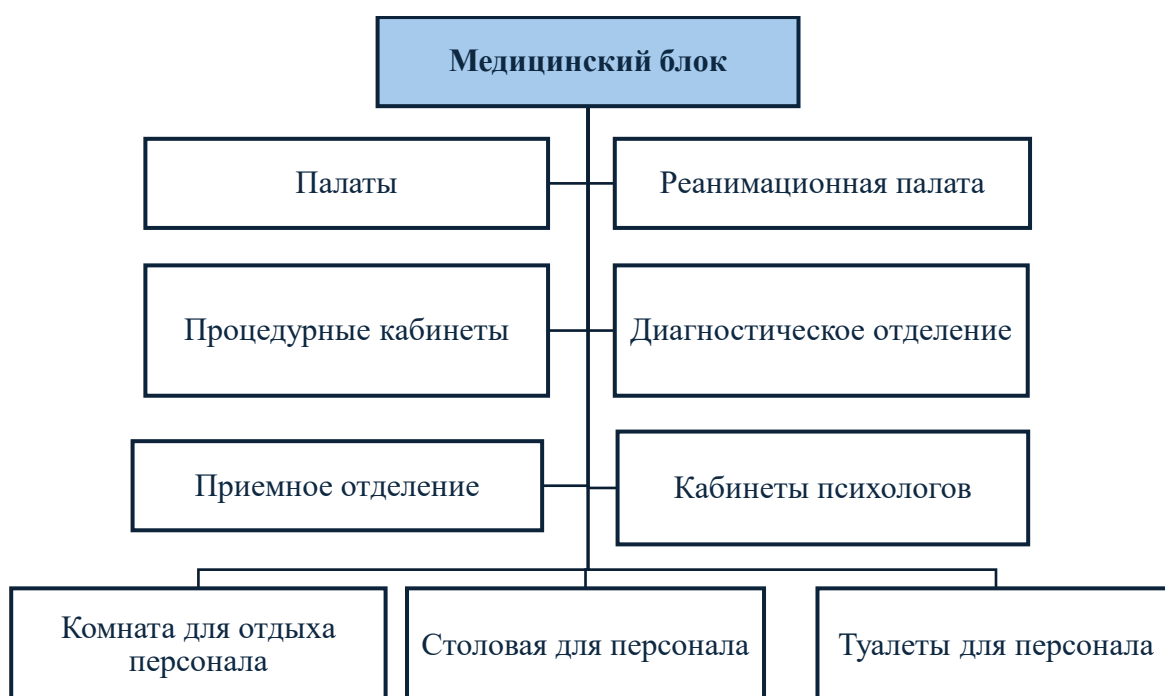 Медицинский блок
Палаты
Реанимационная палата
Процедурные кабинеты
Диагностическое отделение
Приемное отделение
Кабинеты психологов
Комната для отдыха
персонала
Столовая для персонала
Туалеты для персонала